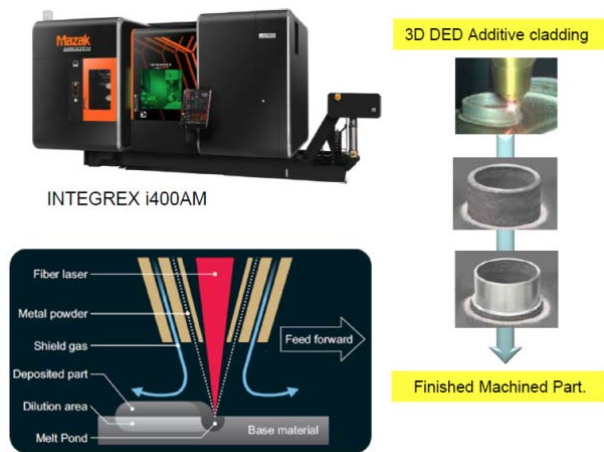 Mazak
INTEGREX i400AM
3D DED Additive cladding
Finished Machined Part.
Fiber laser
Metal powder
Shield gas
Deposited part
Dilution area
Melt Pond
Feed forward
Base material